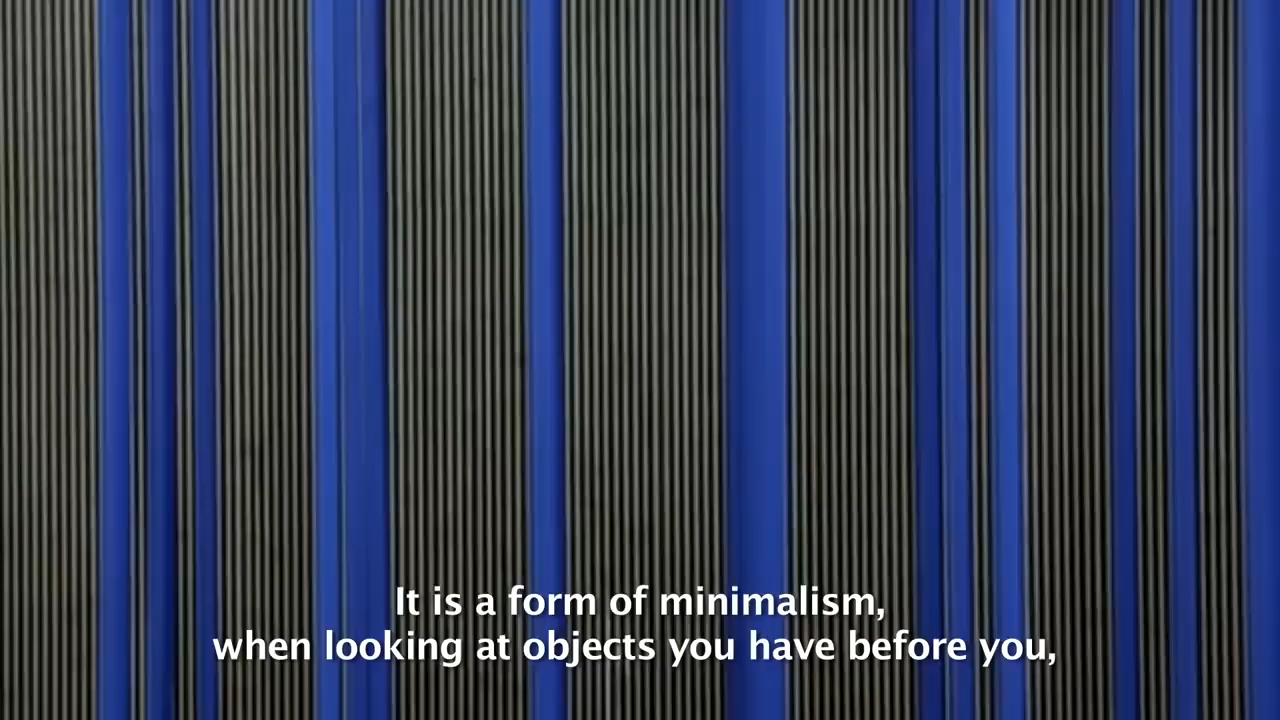 It is a form of minimalism,
when looking at objects you have before you,